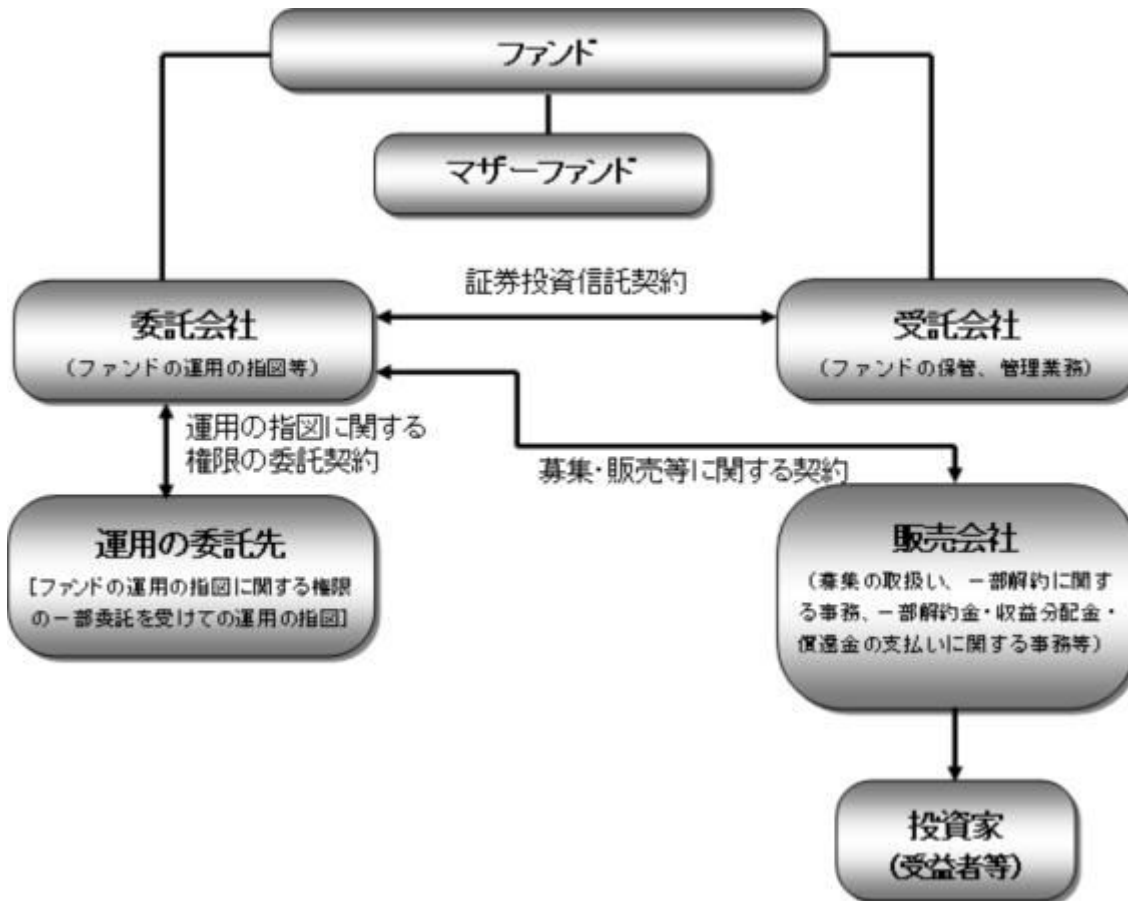 ファンド
マザーファンド
証券投資信託契約
委託会社
(ファンドの運用の指図等)
受託会社
(ファンドの保管、管理業務)
運用の指図に関する
権限の委託契約
募集・販売等に関する契約
運用の委託先
[ファンドの運用の指図に関する権限
の一部委託を受けての運用の指図]
販売会社
(募集の取扱い、一部解約に関す
る事務、一部解約金・収益分配金・
償還金の支払いに関する事務等)
投資家
(受益者等)